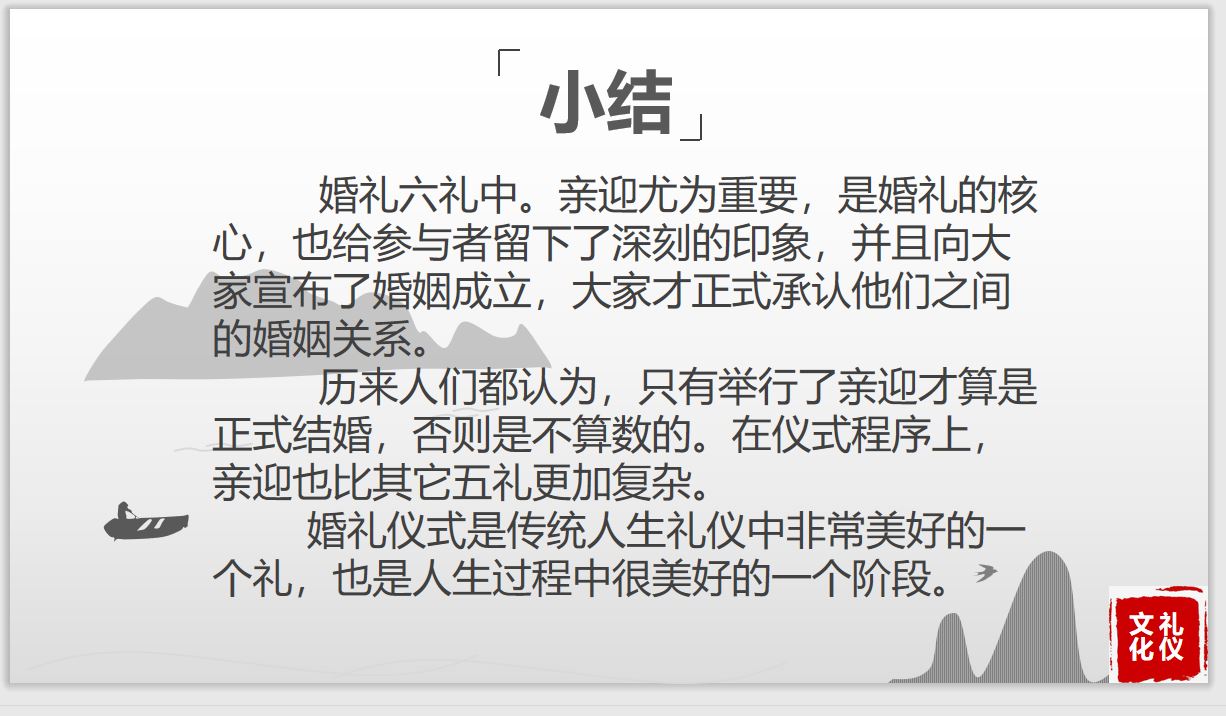 小结
婚礼六礼中。亲迎尤为重要，是婚礼的核
心，也给参与者留下了深刻的印象，并且向大
家宣布了婚姻成立，大家才正式承认他们之间
的婚姻关系。
历来人们都认为，只有举行了亲迎才算是
正式结婚，否则是不算数的。在仪式程序上，
亲迎也比其它五礼更加复杂。
婚礼仪式是传统人生礼仪中非常美好的一
个礼，也是人生过程中很美好的一个阶段。
礼仪
文化